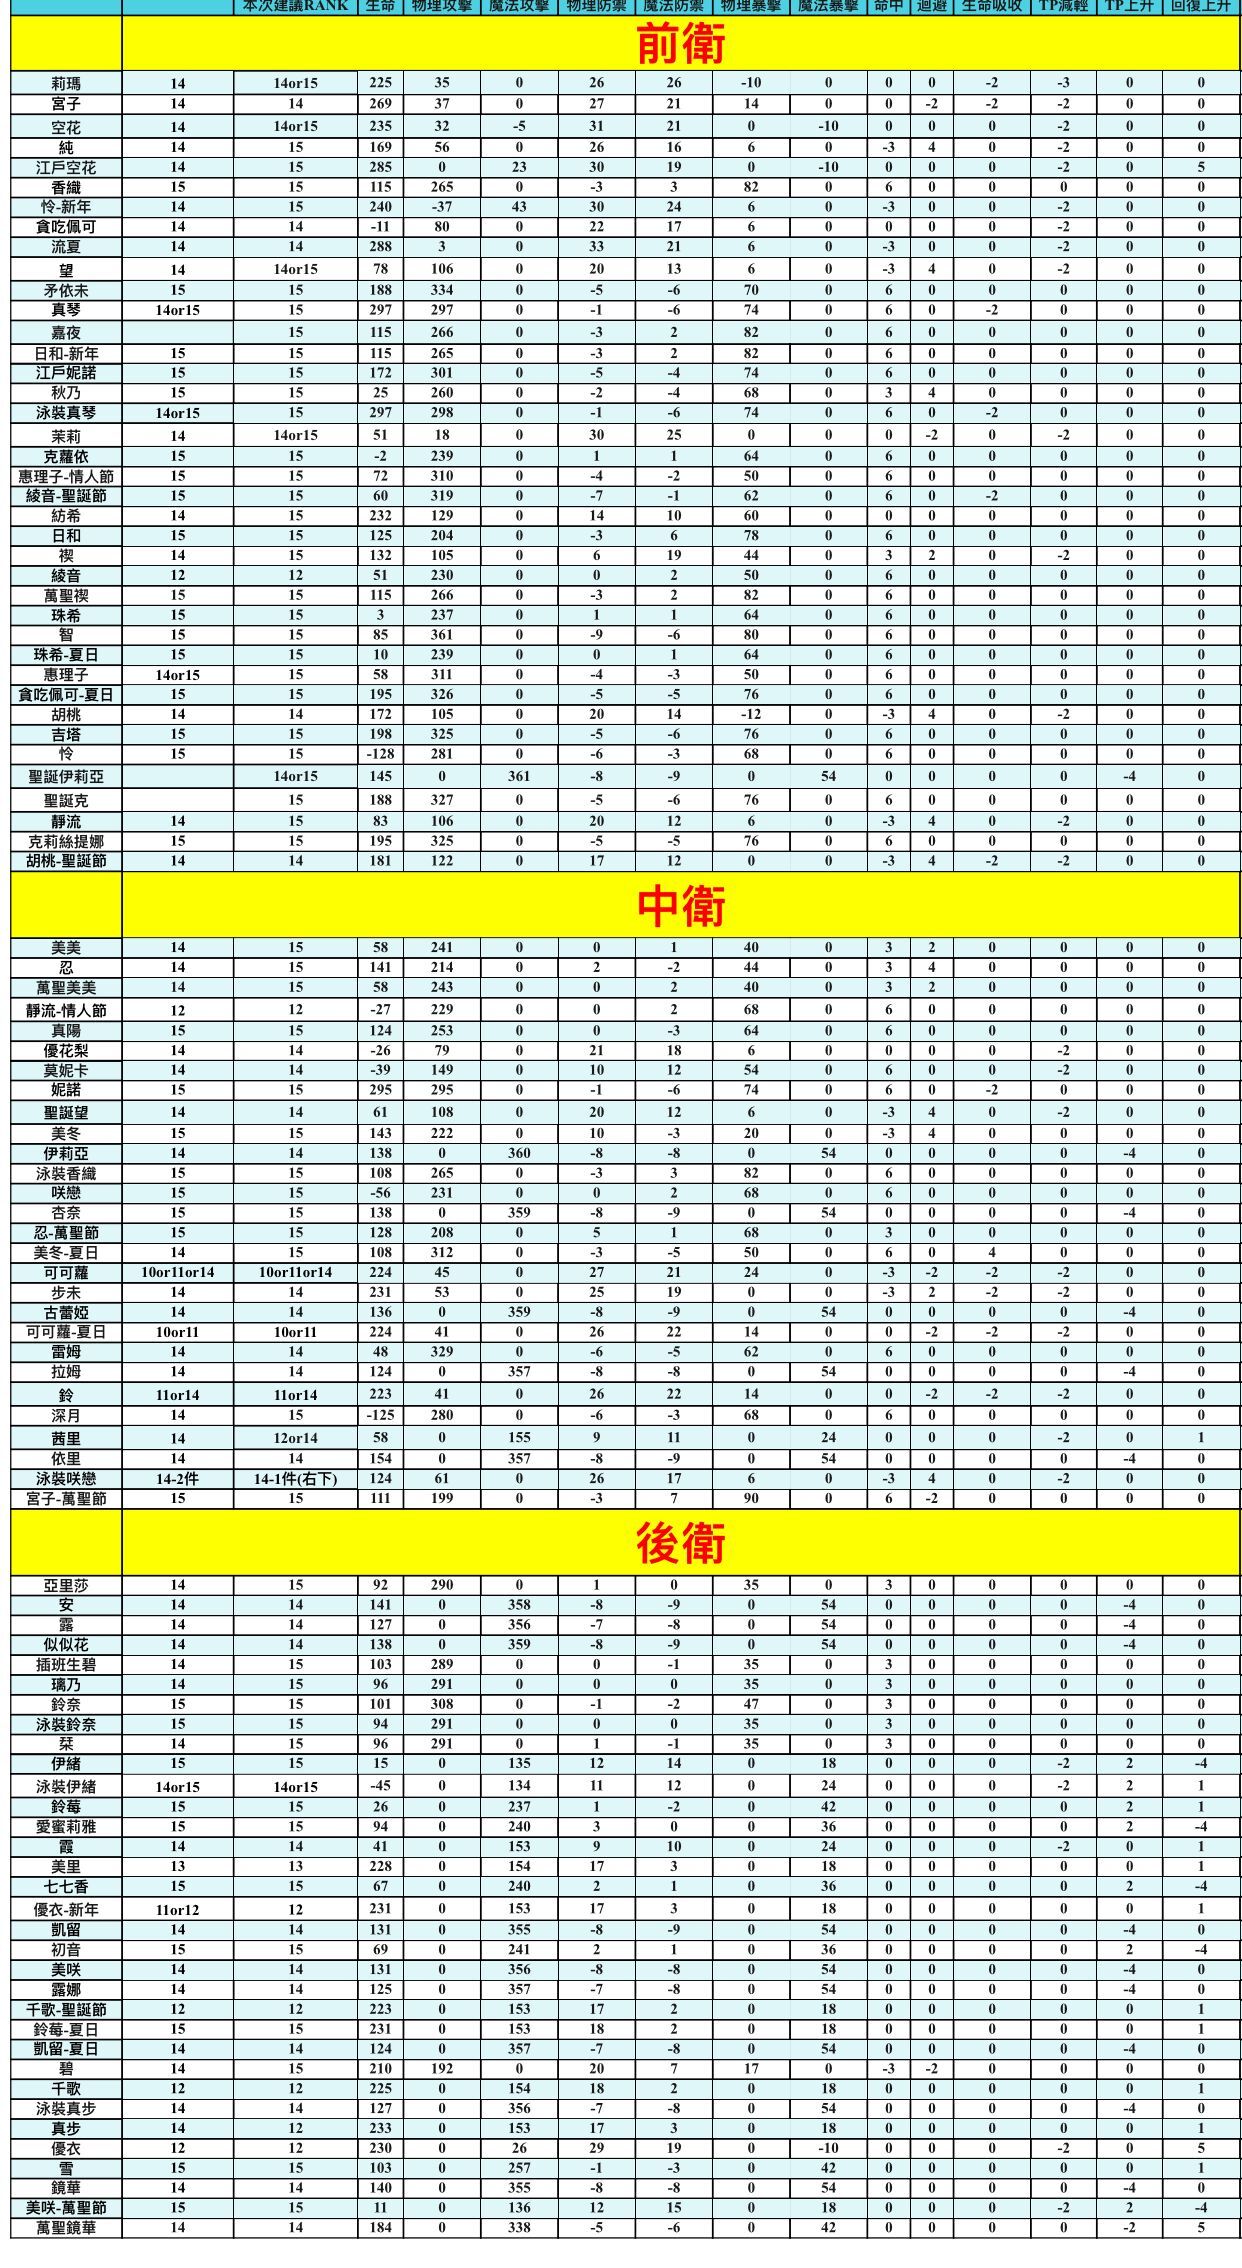 本次建議RANK 生命 物理攻擊 魔法攻擊 物理防禦 魔法防禦 物理暴擊 魔法暴擊 命中 迴避 生命吸收 TP減輕 TP上升 回復上升
前衛
莉瑪 14 14or15 225 35 0 26 26 -10 0 0 0 -2 -3 0 0
宮子 14 14 269 37 0 27 21 14 0 0 -2 -2 -2 0 0
空花 14 14or15 235 32 -5 31 21 0 -10 0 0 0 -2 0 0
純 14 15 169 56 0 26 16 6 0 -3 4 0 -2 0 0
江戶空花 14 15 285 0 23 30 19 0 -10 0 0 0 -2 0 5
香織 15 15 115 265 0 -3 3 82 0 6 0 0 0 0 0
怜-新年 14 15 240 -37 43 30 24 6 0 -3 0 0 -2 0 0
貪吃佩可 14 14 -11 80 0 22 17 6 0 0 0 0 -2 0 0
流夏 14 14 288 3 0 33 21 6 0 -3 0 0 -2 0 0
望 14 14or15 78 106 0 20 13 6 0 -3 4 0 -2 0 0
矛依未 15 15 188 334 0 -5 -6 70 0 6 0 0 0 0 0
真琴 14or15 15 297 297 0 -1 -6 74 0 6 0 -2 0 0 0
嘉夜 15 115 266 0 -3 2 82 0 6 0 0 0 0 0
日和-新年 15 15 115 265 0 -3 2 82 0 6 0 0 0 0 0
江戶妮諾 15 15 172 301 0 -5 -4 74 0 6 0 0 0 0 0
秋乃 15 15 25 260 0 -2 -4 68 0 3 4 0 0 0 0
泳裝真琴 14or15 15 297 298 0 -1 -6 74 0 6 0 -2 0 0 0
茉莉 14 14or15 51 18 0 30 25 0 0 0 -2 0 -2 0 0
克蘿依 15 15 -2 239 0 1 1 64 0 6 0 0 0 0 0
惠理子-情人節 15 15 72 310 0 -4 -2 50 0 6 0 0 0 0 0
綾音-聖誕節 15 15 60 319 0 -7 -1 62 0 6 0 -2 0 0 0
紡希 14 15 232 129 0 14 10 60 0 0 0 0 0 0 0
日和 15 15 125 204 0 -3 6 78 0 6 0 0 0 0 0
禊 14 15 132 105 0 6 19 44 0 3 2 0 -2 0 0
綾音 12 12 51 230 0 0 2 50 0 6 0 0 0 0 0
萬聖禊 15 15 115 266 0 -3 2 82 0 6 0 0 0 0 0
珠希 15 15 3 237 0 1 1 64 0 6 0 0 0 0 0
智 15 15 85 361 0 -9 -6 80 0 6 0 0 0 0 0
珠希-夏日 15 15 10 239 0 0 1 64 0 6 0 0 0 0 0
惠理子 14or15 15 58 311 0 -4 -3 50 0 6 0 0 0 0 0
貪吃佩可-夏日 15 15 195 326 0 -5 -5 76 0 6 0 0 0 0 0
胡桃 14 14 172 105 0 20 14 -12 0 -3 4 0 -2 0 0
吉塔 15 15 198 325 0 -5 -6 76 0 6 0 0 0 0 0
怜 15 15 -128 281 0 -6 -3 68 0 6 0 0 0 0 0
聖誕伊莉亞 14or15 145 0 361 -8 -9 0 54 0 0 0 0 -4 0
聖誕克 15 188 327 0 -5 -6 76 0 6 0 0 0 0 0
靜流 14 15 83 106 0 20 12 6 0 -3 4 0 -2 0 0
克莉絲提娜 15 15 195 325 0 -5 -5 76 0 6 0 0 0 0 0
胡桃-聖誕節 14 14 181 122 0 17 12 0 0 -3 4 -2 -2 0 0
中衛
美美 14 15 58 241 0 0 1 40 0 3 2 0 0 0 0
忍 14 15 141 214 0 2 -2 44 0 3 4 0 0 0 0
萬聖美美 14 15 58 243 0 0 2 40 0 3 2 0 0 0 0
靜流-情人節 12 12 -27 229 0 0 2 68 0 6 0 0 0 0 0
真陽 15 15 124 253 0 0 -3 64 0 6 0 0 0 0 0
優花梨 14 14 -26 79 0 21 18 6 0 0 0 0 -2 0 0
莫妮卡 14 14 -39 149 0 10 12 54 0 6 0 0 -2 0 0
妮諾 15 15 295 295 0 -1 -6 74 0 6 0 -2 0 0 0
聖誕望 14 14 61 108 0 20 12 6 0 -3 4 0 -2 0 0
美冬 15 15 143 222 0 10 -3 20 0 -3 4 0 0 0 0
伊莉亞 14 14 138 0 360 -8 -8 0 54 0 0 0 0 -4 0
泳裝香織 15 15 108 265 0 -3 3 82 0 6 0 0 0 0 0
咲戀 15 15 -56 231 0 0 2 68 0 6 0 0 0 0 0
杏奈 15 15 138 0 359 -8 -9 0 54 0 0 0 0 -4 0
忍-萬聖節 15 15 128 208 0 5 1 68 0 3 0 0 0 0 0
美冬-夏日 14 15 108 312 0 -3 -5 50 0 6 0 4 0 0 0
可可蘿 10or11or14 10or11or14 224 45 0 27 21 24 0 -3 -2 -2 -2 0 0
步未 14 14 231 53 0 25 19 0 0 -3 2 -2 -2 0 0
古蕾婭 14 14 136 0 359 -8 -9 0 54 0 0 0 0 -4 0
可可蘿-夏日 10or11 10or11 224 41 0 26 22 14 0 0 -2 -2 -2 0 0
雷姆 14 14 48 329 0 -6 -5 62 0 6 0 0 0 0 0
拉姆 14 14 124 0 357 -8 -8 0 54 0 0 0 0 -4 0
鈴 11or14 11or14 223 41 0 26 22 14 0 0 -2 -2 -2 0 0
深月 14 15 -125 280 0 -6 -3 68 0 6 0 0 0 0 0
茜里 14 12or14 58 0 155 9 11 0 24 0 0 0 -2 0 1
依里 14 14 154 0 357 -8 -9 0 54 0 0 0 0 -4 0
泳裝咲戀 14-2件 14-1件(右下) 124 61 0 26 17 6 0 -3 4 0 -2 0 0
宮子-萬聖節 15 15 111 199 0 -3 7 90 0 6 -2 0 0 0 0
後衛
亞里莎 14 15 92 290 0 1 0 35 0 3 0 0 0 0 0
安 14 14 141 0 358 -8 -9 0 54 0 0 0 0 -4 0
露 14 14 127 0 356 -7 -8 0 54 0 0 0 0 -4 0
似似花 14 14 138 0 359 -8 -9 0 54 0 0 0 0 -4 0
插班生碧 14 15 103 289 0 0 -1 35 0 3 0 0 0 0 0
璃乃 14 15 96 291 0 0 0 35 0 3 0 0 0 0 0
鈴奈 15 15 101 308 0 -1 -2 47 0 3 0 0 0 0 0
泳裝鈴奈 15 15 94 291 0 0 0 35 0 3 0 0 0 0 0
栞 14 15 96 291 0 1 -1 35 0 3 0 0 0 0 0
伊緒 15 15 15 0 135 12 14 0 18 0 0 0 -2 2 -4
泳裝伊緒 14or15 14or15 -45 0 134 11 12 0 24 0 0 0 -2 2 1
鈴莓 15 15 26 0 237 1 -2 0 42 0 0 0 0 2 1
愛蜜莉雅 15 15 94 0 240 3 0 0 36 0 0 0 0 2 -4
霞 14 14 41 0 153 9 10 0 24 0 0 0 -2 0 1
美里 13 13 228 0 154 17 3 0 18 0 0 0 0 0 1
七七香 15 15 67 0 240 2 1 0 36 0 0 0 0 2 -4
優衣-新年 11or12 12 231 0 153 17 3 0 18 0 0 0 0 0 1
凱留 14 14 131 0 355 -8 -9 0 54 0 0 0 0 -4 0
初音 15 15 69 0 241 2 1 0 36 0 0 0 0 2 -4
美咲 14 14 131 0 356 -8 -8 0 54 0 0 0 0 -4 0
露娜 14 14 125 0 357 -7 -8 0 54 0 0 0 0 -4 0
千歌-聖誕節 12 12 223 0 153 17 2 0 18 0 0 0 0 0 1
鈴莓-夏日 15 15 231 0 153 18 2 0 18 0 0 0 0 0 1
凱留-夏日 14 14 124 0 357 -7 -8 0 54 0 0 0 0 -4 0
碧 14 15 210 192 0 20 7 17 0 -3 -2 0 0 0 0
千歌 12 12 225 0 154 18 2 0 18 0 0 0 0 0 1
泳裝真步 14 14 127 0 356 -7 -8 0 54 0 0 0 0 -4 0
真步 14 12 233 0 153 17 3 0 18 0 0 0 0 0 1
優衣 12 12 230 0 26 29 19 0 -10 0 0 0 -2 0 5
雪 15 15 103 0 257 -1 -3 0 42 0 0 0 0 0 1
鏡華 14 14 140 0 355 -8 -8 0 54 0 0 0 0 -4 0
美咲-萬聖節 15 15 11 0 136 12 15 0 18 0 0 0 -2 2 -4
萬聖鏡華 14 14 184 0 338 -5 -6 0 42 0 0 0 0 -2 5